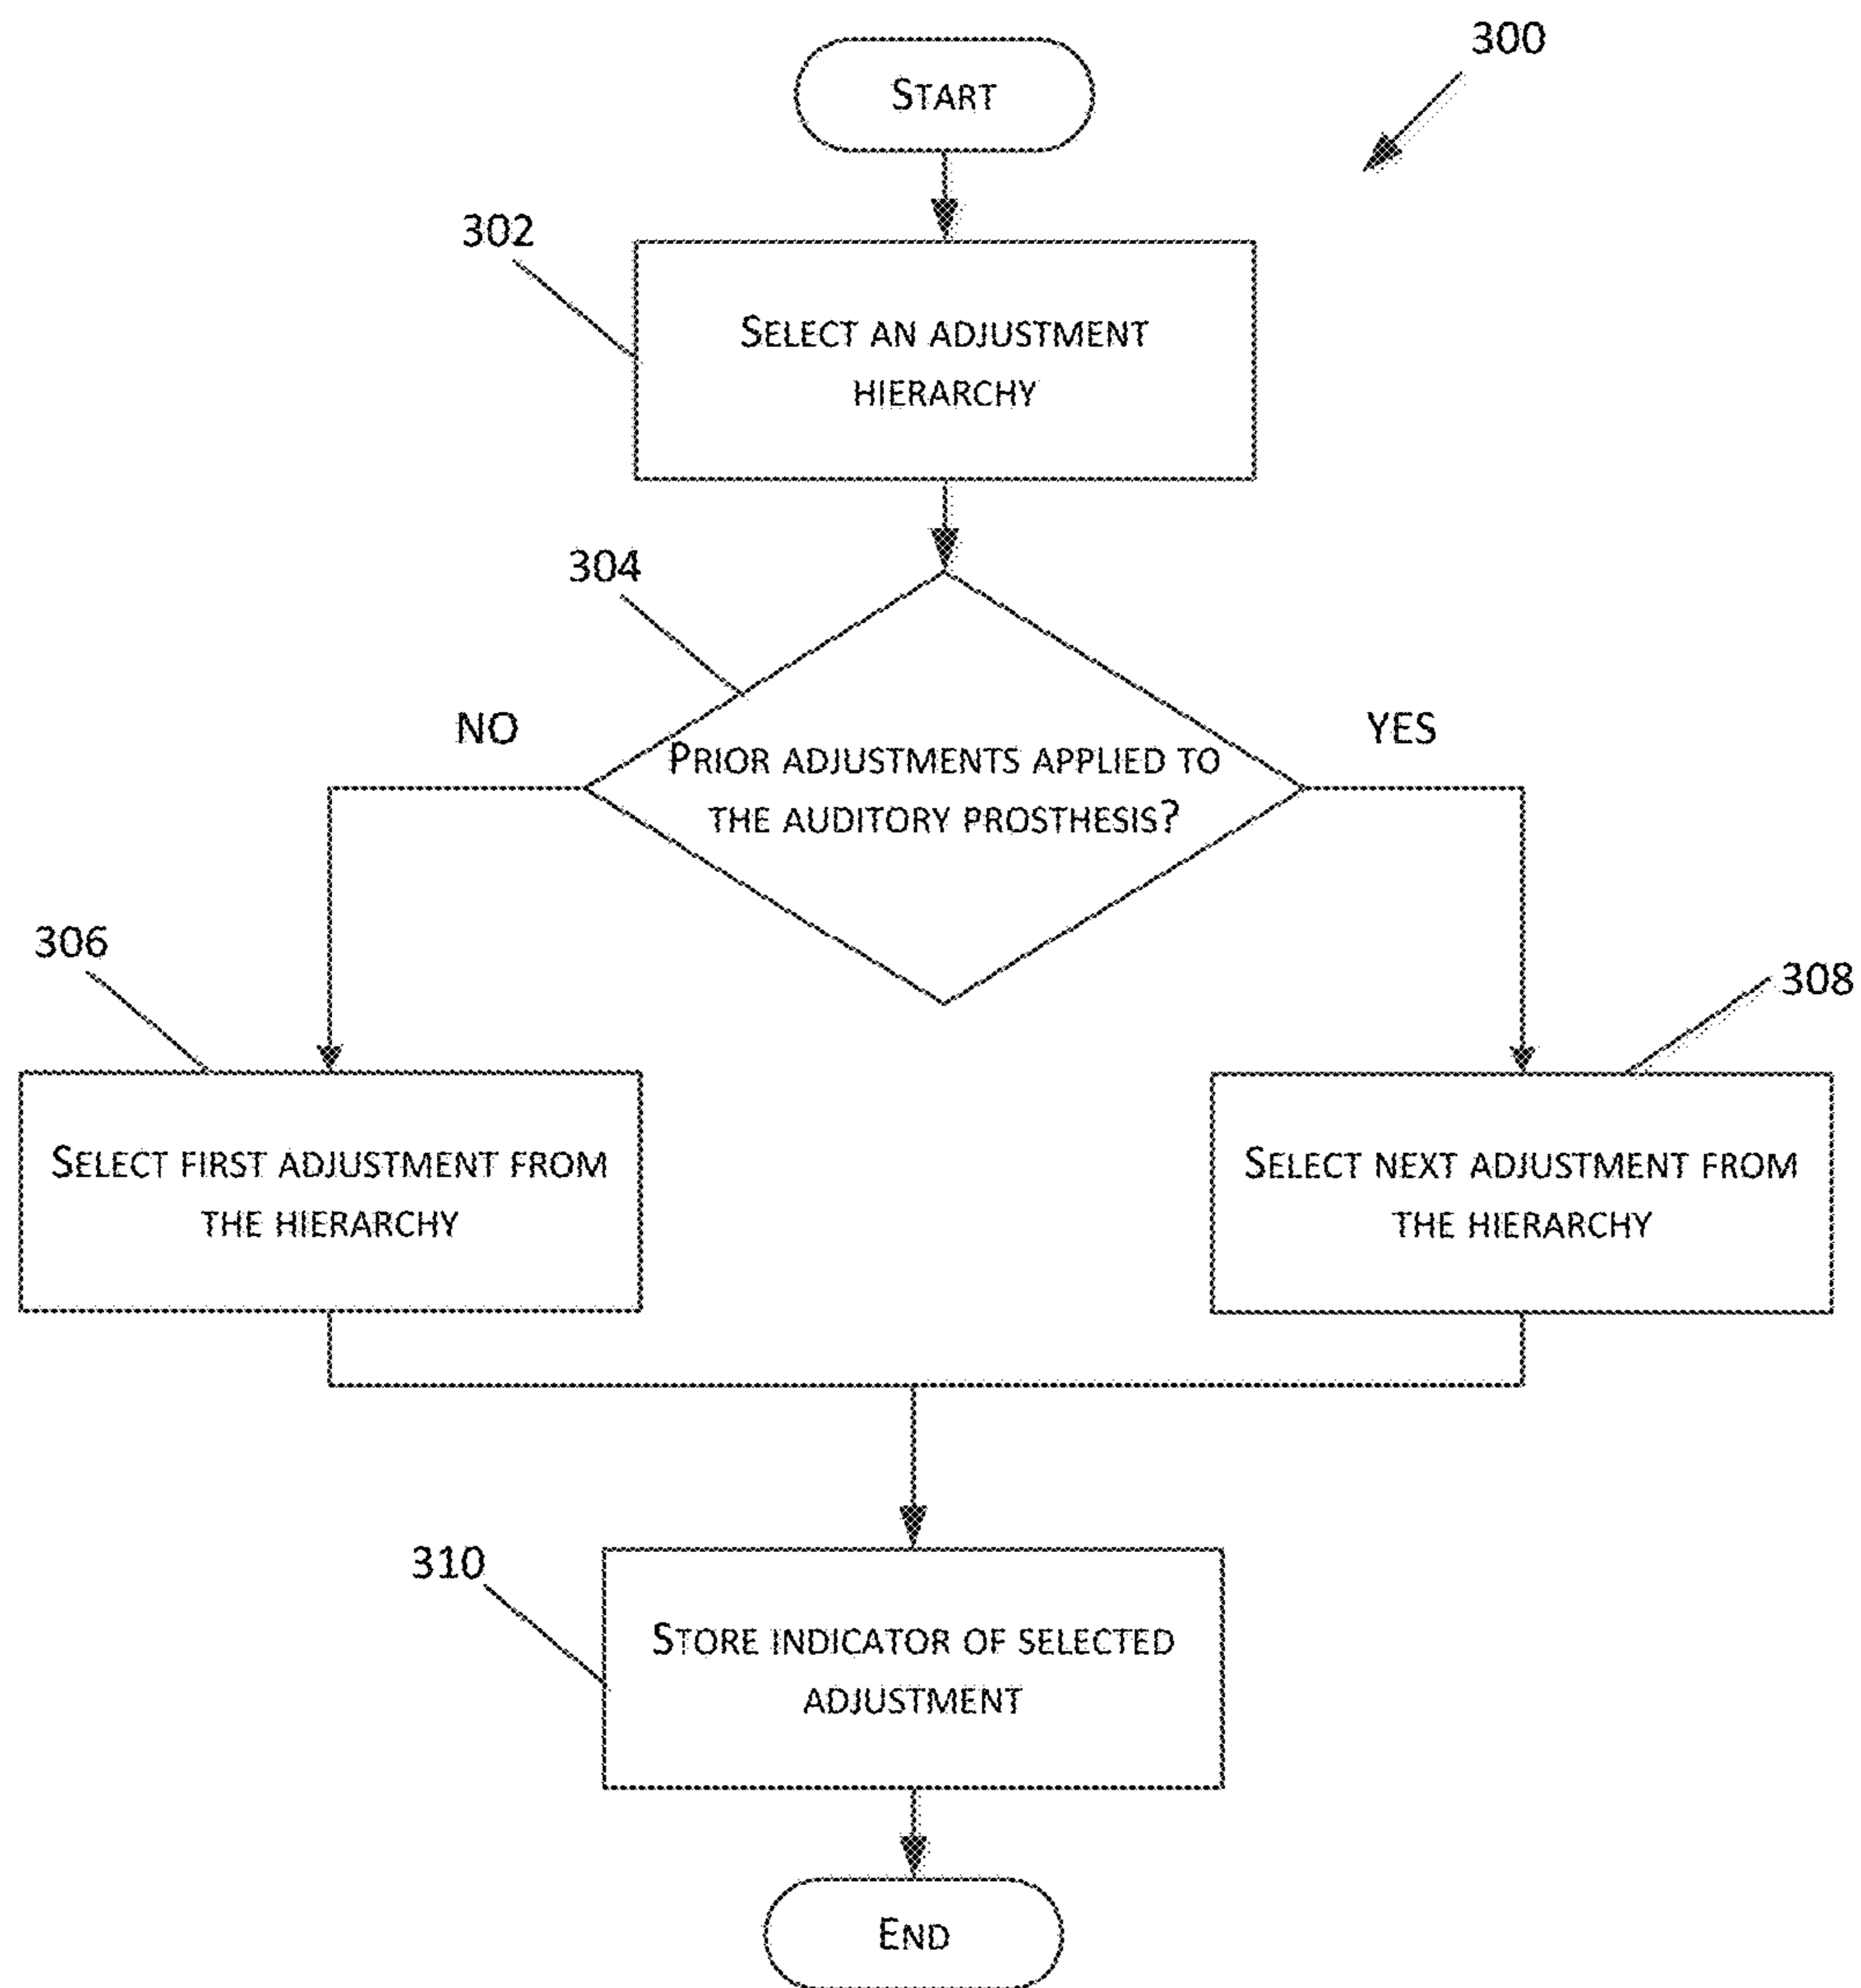 300
START
302
SELECT AN ADJUSTMENT
HIERARCHY
304
NO
YES
PRIOR ADJUSTMENTS APPLIED TO
THE AUDITORY PROSTHESIS?
306
308
SELECT FIRST ADJUSTMENT FROM
THE HIERARCHY
SELECT NEXT ADJUSTMENT FROM
THE HIERARCHY
310
STORE INDICATOR OF SELECTED
ADJUSTMENT
END